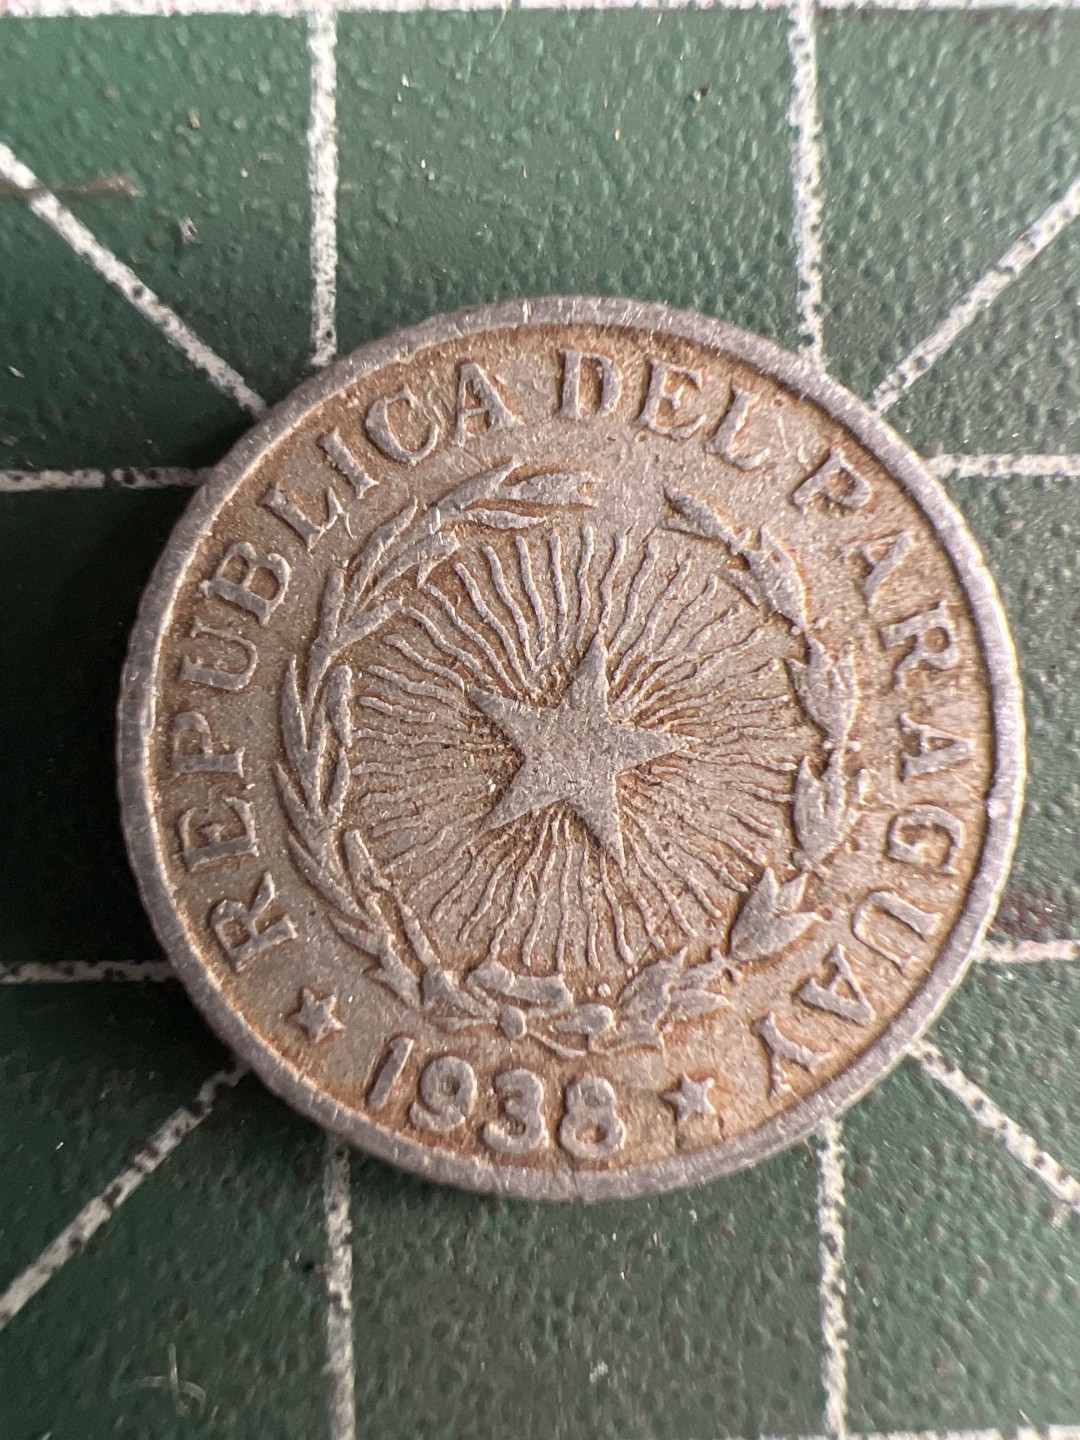 REPUBLICA DEL PARAGUAY
1938